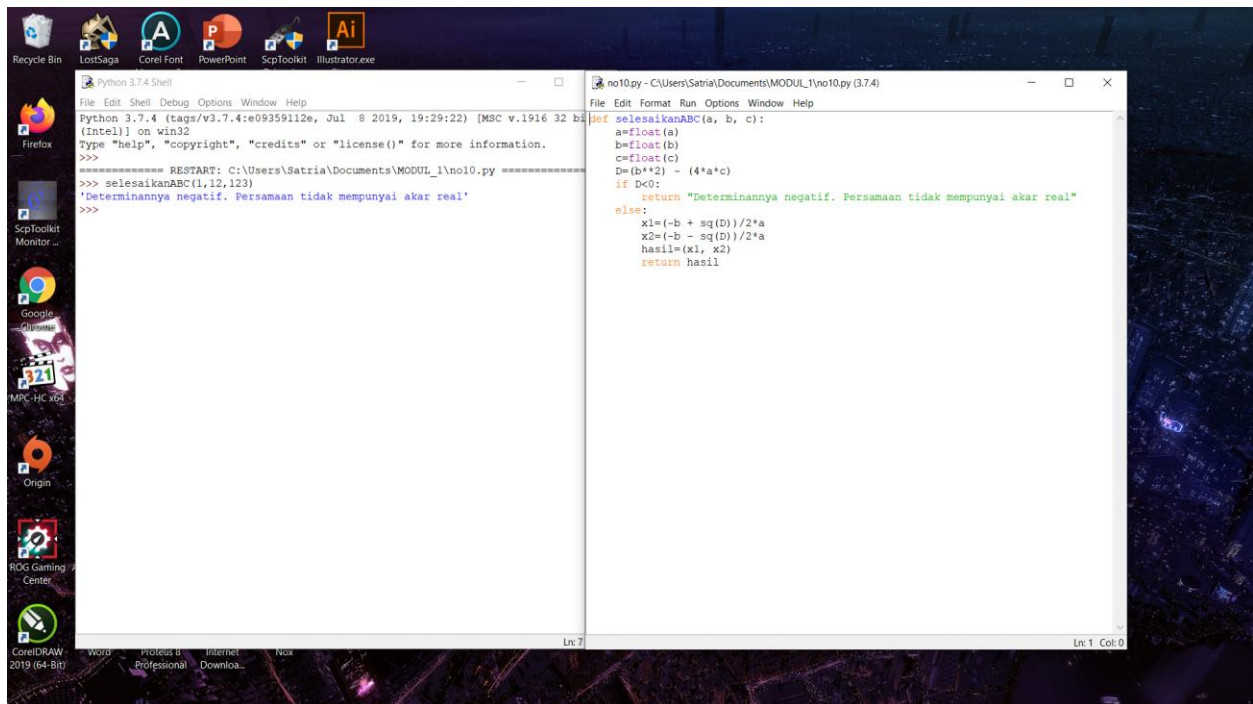 Recycle Bin
LostSaga
Corel Font
PowerPoint
ScpToolkit
Illustrator.exe
Firefox
ScpToolkit
Monitor ...
Google
Chrome
MPC-HC x64
Origin
ROG Gaming
Center
CorelDRAW
2019 (64-Bit)
Word
Proteus 8
Professional
Internet
Downloa...
Nox
A
P
Ai
321
Python 3.7.4 Shell
File Edit Shell Debug Options Window Help
Python 3.7.4 (tags/v3.7.4:e09359112e, Jul 8 2019, 19:29:22) [MSC v.1916 32 bi
(Intel)] on win32
Type "help", "copyright", "credits" or "license()" for more information.
>>>
============= RESTART: C:\Users\Satria\Documents\MODUL_1\no10.py =============
>>> selesaikanABC(1,12,123)
'Determinannya negatif. Persamaan tidak mempunyai akar real'
>>>
Ln: 7
no10.py - C:\Users\Satria\Documents\MODUL_1\no10.py (3.7.4)
File Edit Format Run Options Window Help
def selesaikanABC(a, b, c):
    a=float(a)
    b=float(b)
    c=float(c)
    D=(b**2) - (4*a*c)
    if D<0:
        return "Determinannya negatif. Persamaan tidak mempunyai akar real"
    else:
        x1=(-b + sq(D))/2*a
        x2=(-b - sq(D))/2*a
        hasil=(x1, x2)
        return hasil
Ln: 1 Col: 0